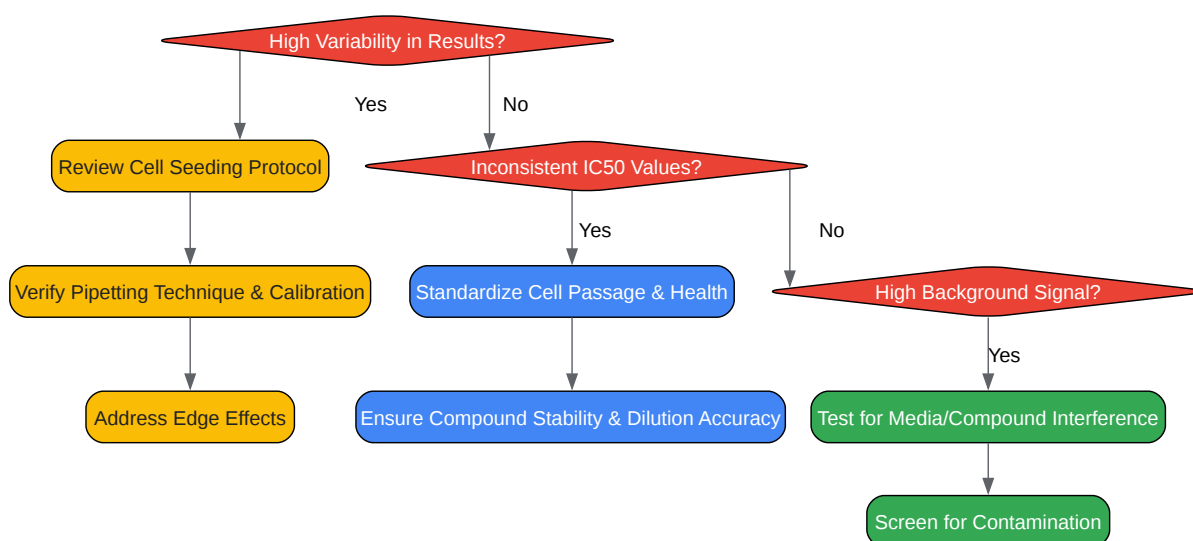 High Variability in Results?
Yes
No
Review Cell Seeding Protocol
Inconsistent IC50 Values?
Yes
No
Verify Pipetting Technique & Calibration
Standardize Cell Passage & Health
High Background Signal?
Yes
Address Edge Effects
Ensure Compound Stability & Dilution Accuracy
Test for Media/Compound Interference
Screen for Contamination